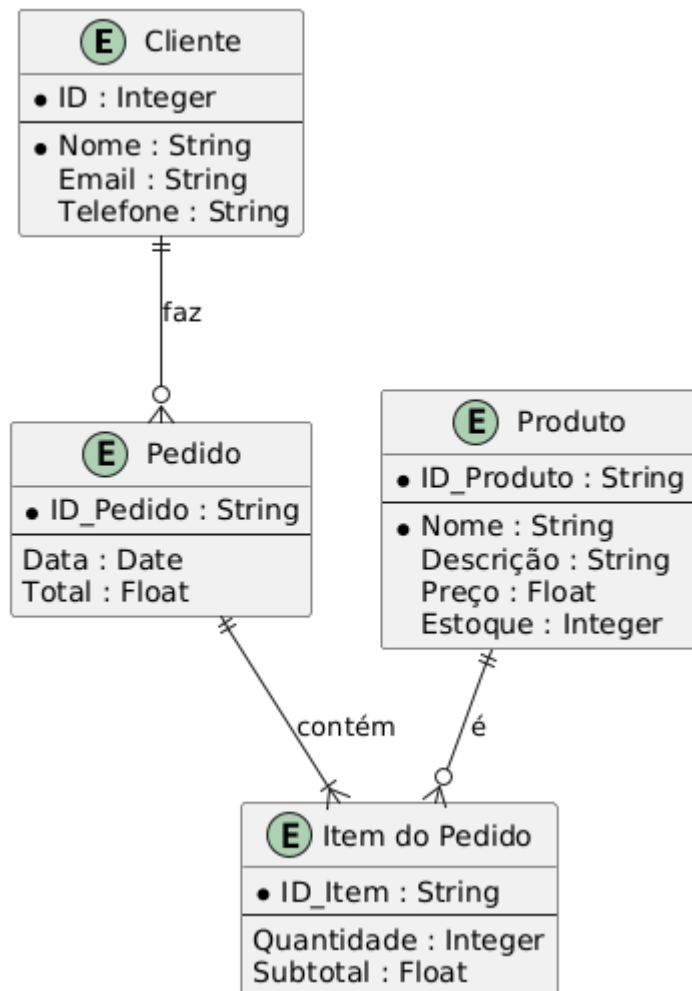 E Cliente
• ID : Integer
• Nome : String
Email : String
Telefone : String
faz
E Pedido
• ID_Pedido : String
Data : Date
Total : Float
E Produto
• ID_Produto : String
• Nome : String
Descrição : String
Preço : Float
Estoque : Integer
contém
é
E Item do Pedido
• ID_Item : String
Quantidade : Integer
Subtotal : Float